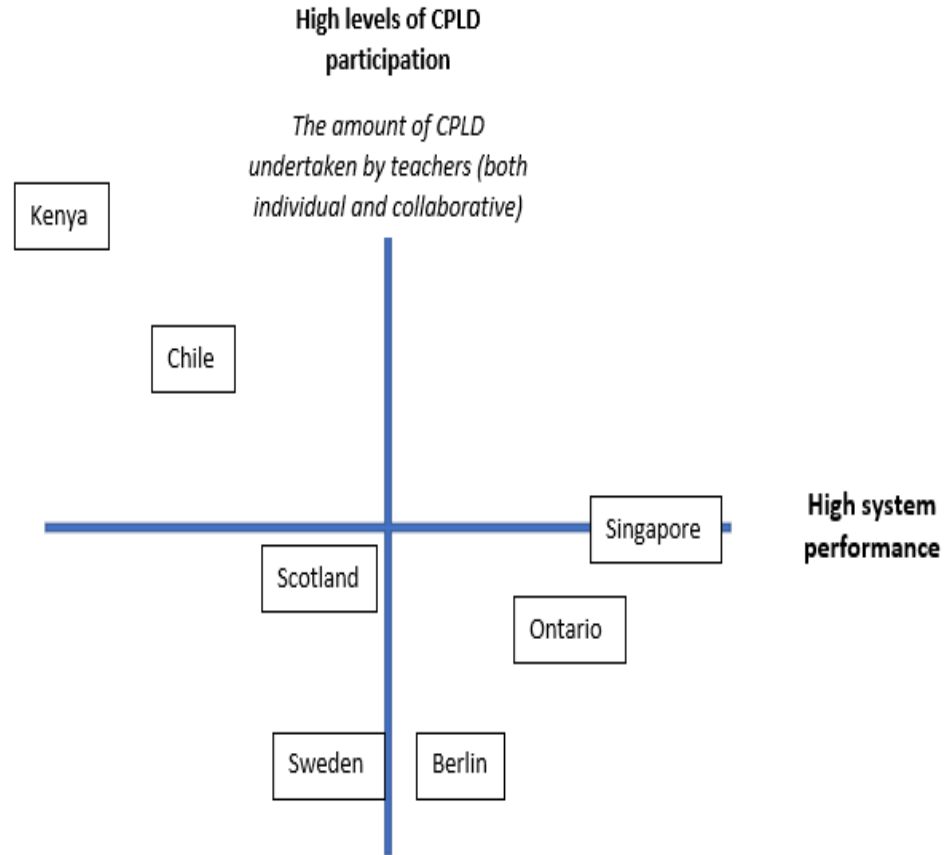 High levels of CPLD
participation
The amount of CPLD
undertaken by teachers (both
individual and collaborative)
Kenya
Chile
Singapore
High system
performance
Scotland
Ontario
Sweden
Berlin